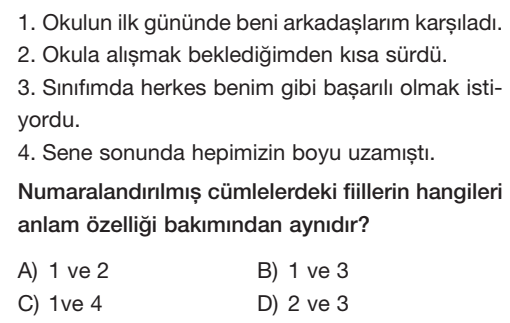 1. Okulun ilk gününde beni arkadaşlarım karşıladı.
2. Okula alışmak beklediğimden kısa sürdü.
3. Sınıfımda herkes benim gibi başarılı olmak isti-
yordu.
4. Sene sonunda hepimizin boyu uzamıştı.
Numaralandırılmış cümlelerdeki fiillerin hangileri
anlam özelliği bakımından aynıdır?
A) 1 ve 2 B) 1 ve 3
C) 1ve 4 D) 2 ve 3